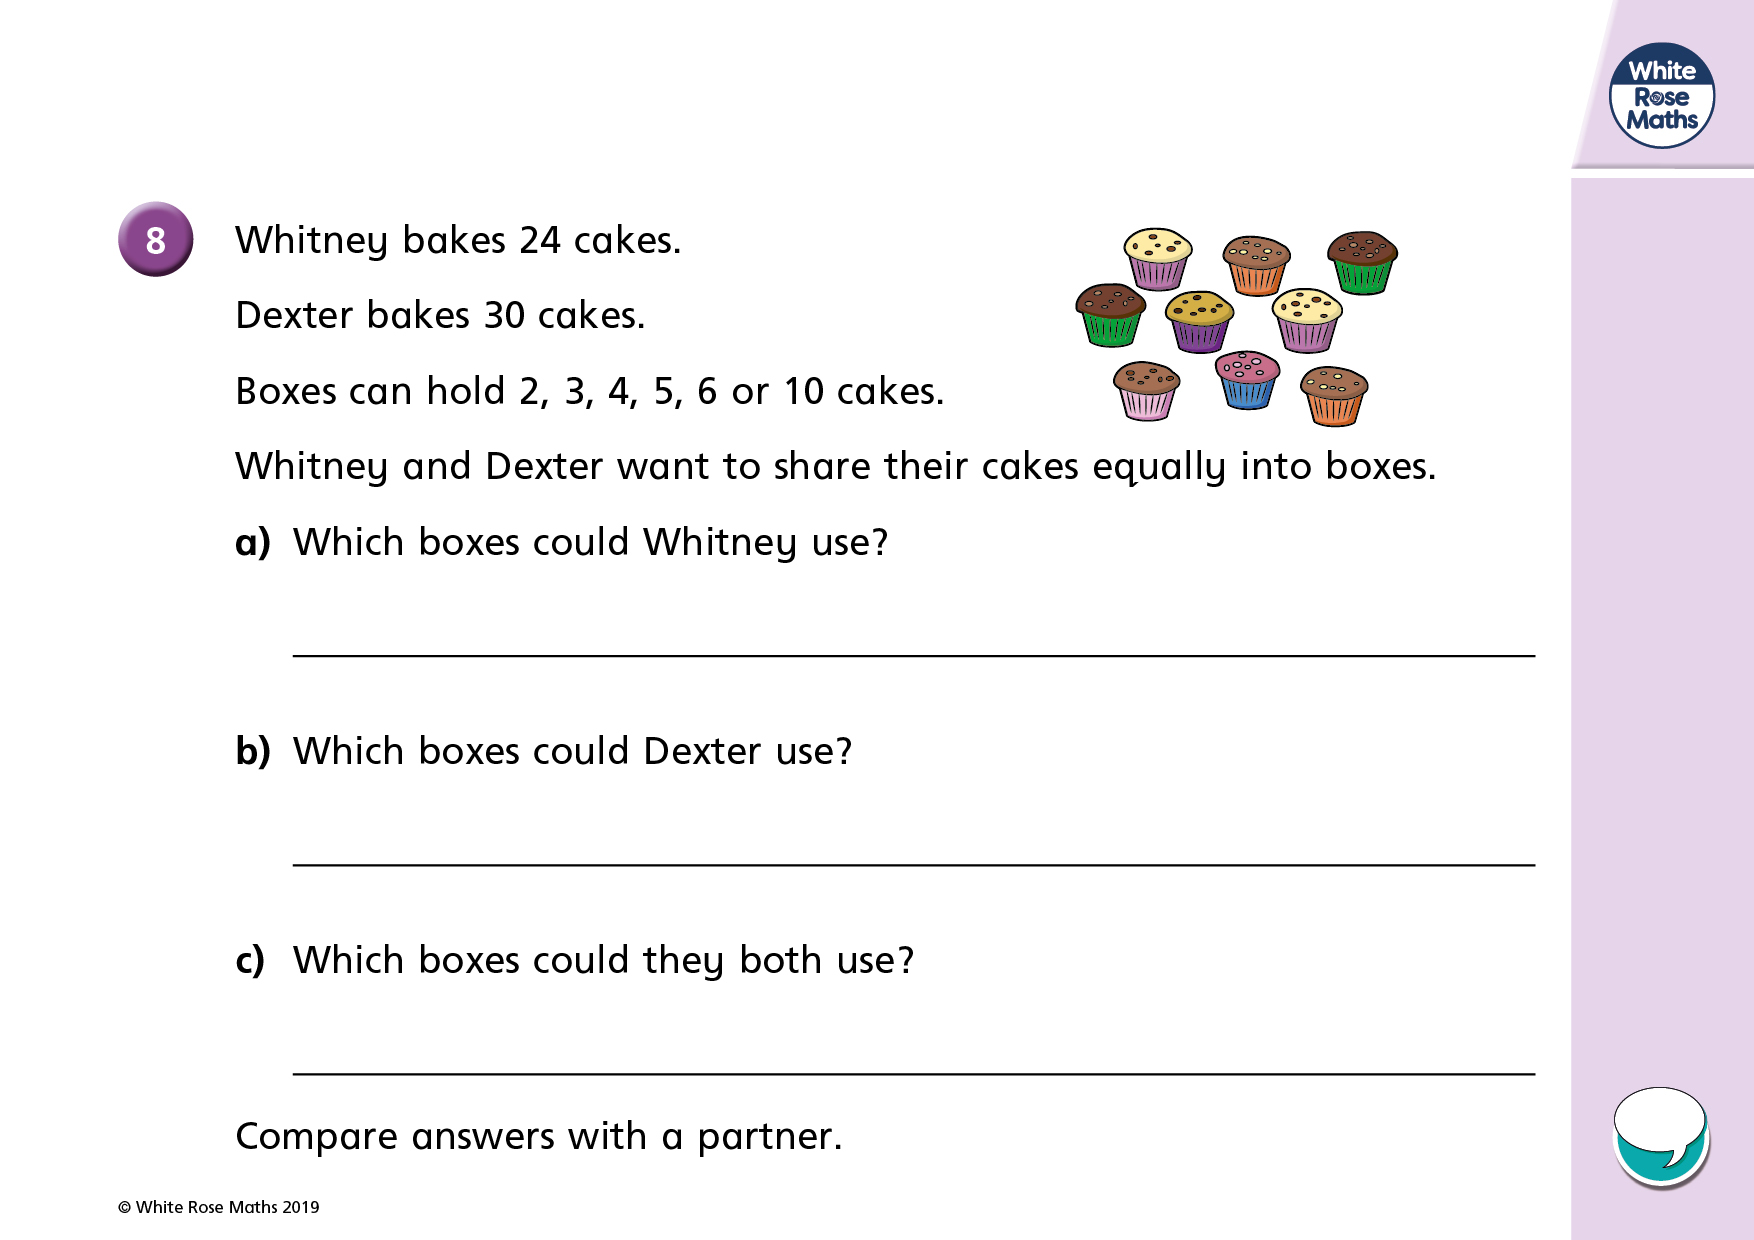 White
Rose
Maths
8
Whitney bakes 24 cakes.
Dexter bakes 30 cakes.
Boxes can hold 2, 3, 4, 5, 6 or 10 cakes.
Whitney and Dexter want to share their cakes equally into boxes.
a) Which boxes could Whitney use?
b) Which boxes could Dexter use?
c) Which boxes could they both use?
Compare answers with a partner.
© White Rose Maths 2019